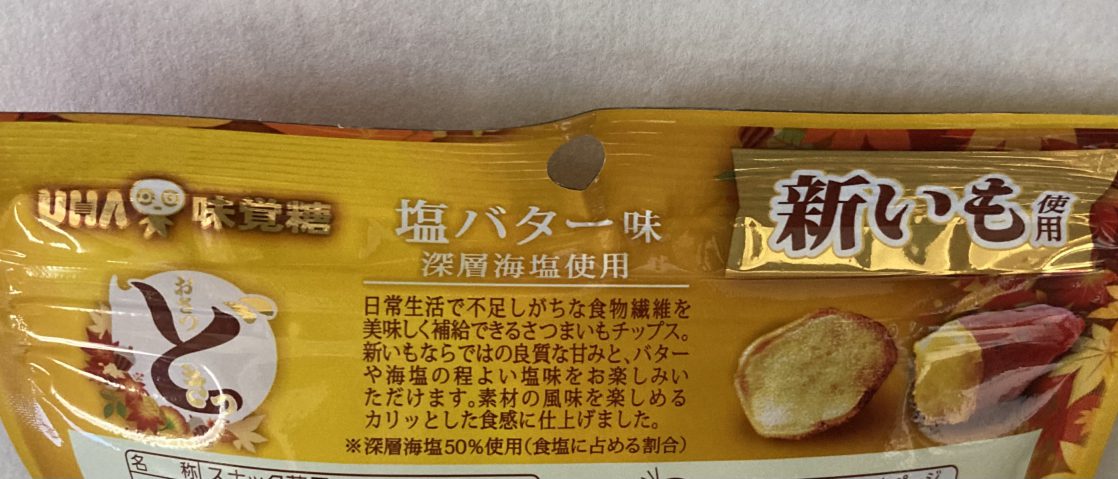 UHA味覚糖
塩バター味
深層海塩使用
新いも使用
おさつ
どきっ
日常生活で不足しがちな食物繊維を
美味しく補給できるさつまいもチップス。
新いもならではの良質な甘みと、バター
や海塩の程よい塩味をお楽しみい
ただけます。素材の風味を楽しめる
カリッとした食感に仕上げました。
※深層海塩50%使用(食塩に占める割合)
名 称